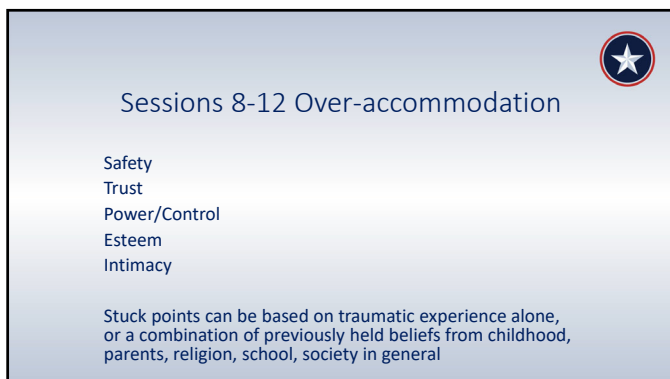 Sessions 8-12 Over-accommodation
Safety
Trust
Power/Control
Esteem
Intimacy
Stuck points can be based on traumatic experience alone,
or a combination of previously held beliefs from childhood,
parents, religion, school, society in general